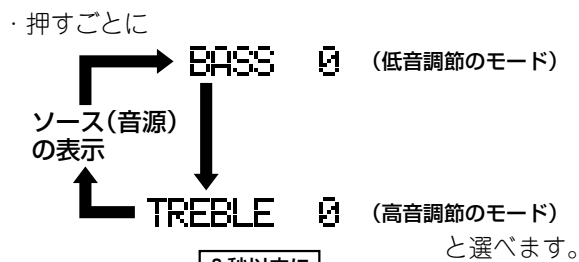 ・押すごとに
BASS 0 (低音調節のモード)
ソース(音源)
の表示
TREBLE 0 (高音調節のモード)
と選べます。